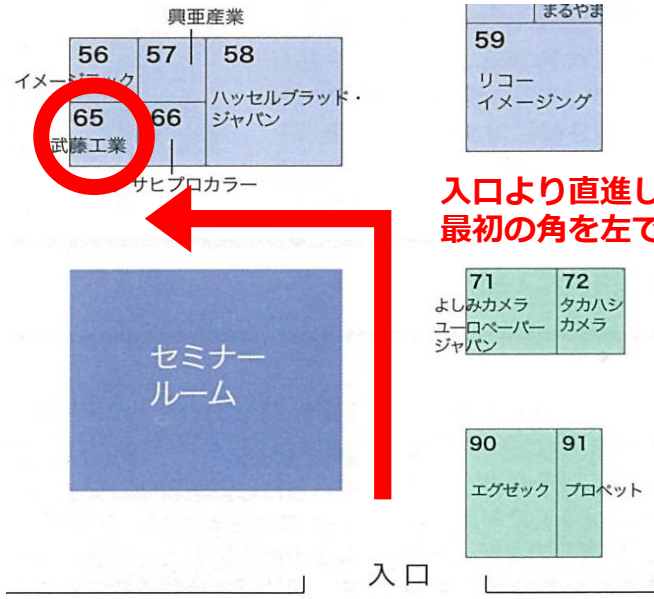 興亜産業
まるやま
56
57
58
59
イメージテック
ハッセルブラッド・
ジャパン
リコー
イメージング
65
66
武藤工業
サヒプロカラー
入口より直進し
最初の角を左で
71
72
よしみカメラ
ユーロペーパー
ジャパン
タカハシ
カメラ
セミナー
ルーム
90
91
エグゼック
プロペット
入口